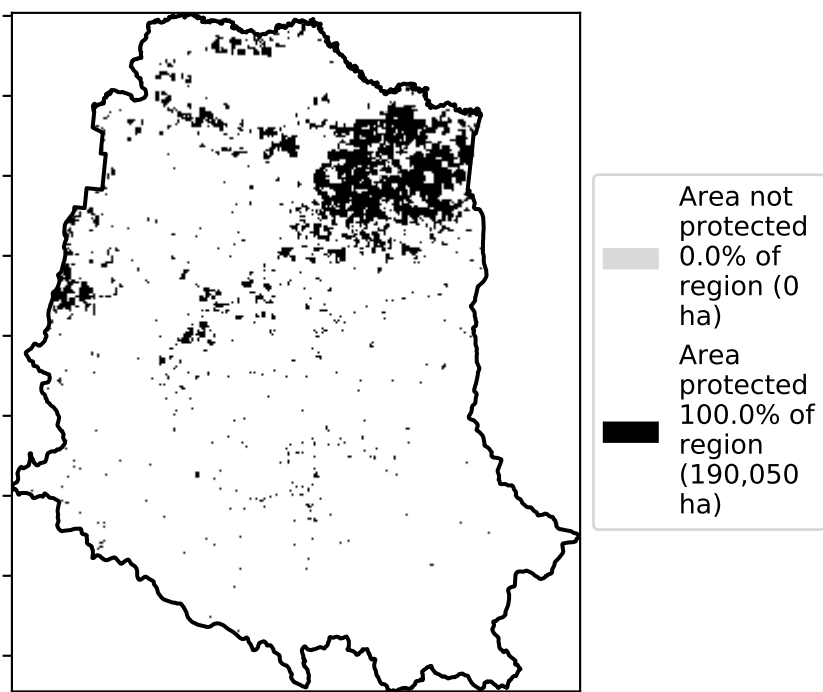 Area not
protected
0.0% of
region (0
ha)
Area
protected
100.0% of
region
(190,050
ha)